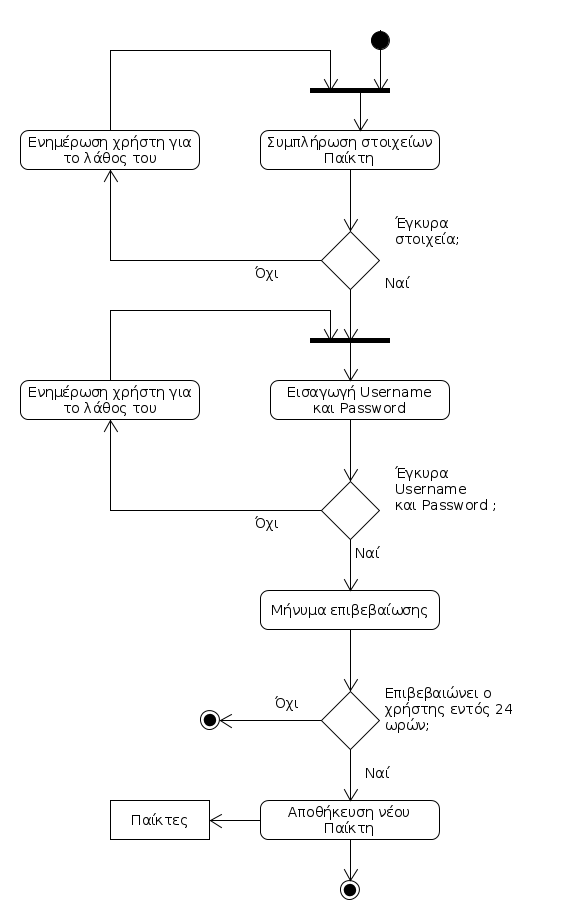 Ενημέρωση χρήστη για
το λάθος του
Συμπλήρωση στοιχείων
Παίκτη
Έγκυρα
στοιχεία;
Όχι
Ναί
Ενημέρωση χρήστη για
το λάθος του
Εισαγωγή Username
και Password
Έγκυρα
Username
και Password ;
Όχι
Ναί
Μήνυμα επιβεβαίωσης
Επιβεβαιώνει ο
χρήστης εντός 24
ωρών;
Όχι
Ναί
Παίκτες
Αποθήκευση νέου
Παίκτη